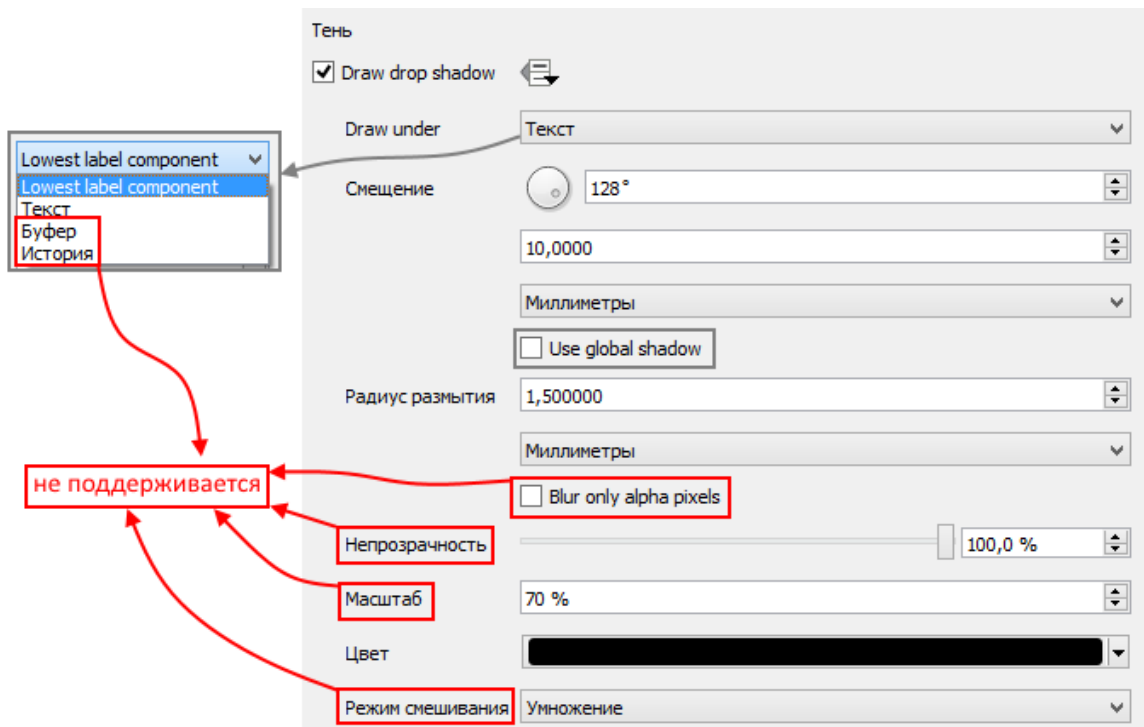 Тень
Draw drop shadow
Draw under
Текст
Lowest label component
Lowest label component
Текст
Буфер
История
Смещение
128°
10,0000
Миллиметры
Use global shadow
Радиус размытия
1,500000
Миллиметры
не поддерживается
Blur only alpha pixels
Непрозрачность
100,0 %
Масштаб
70 %
Цвет
Режим смешивания
Умножение